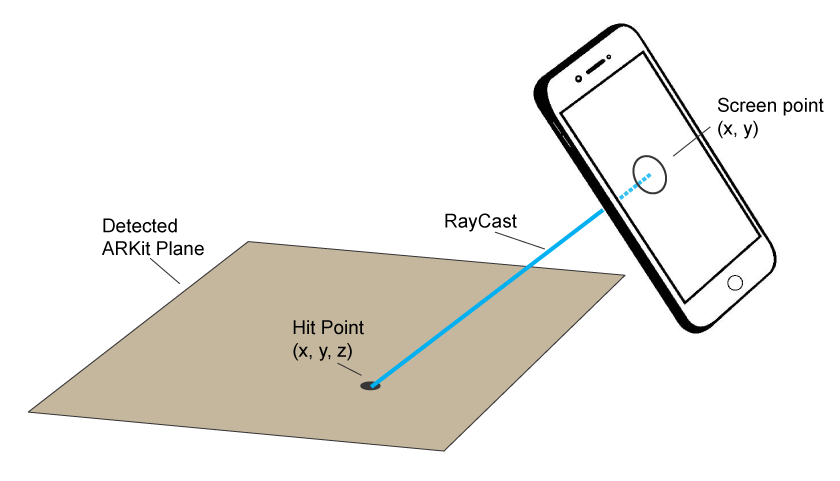 Screen point
(x, y)
RayCast
Detected
ARKit Plane
Hit Point
(x, y, z)